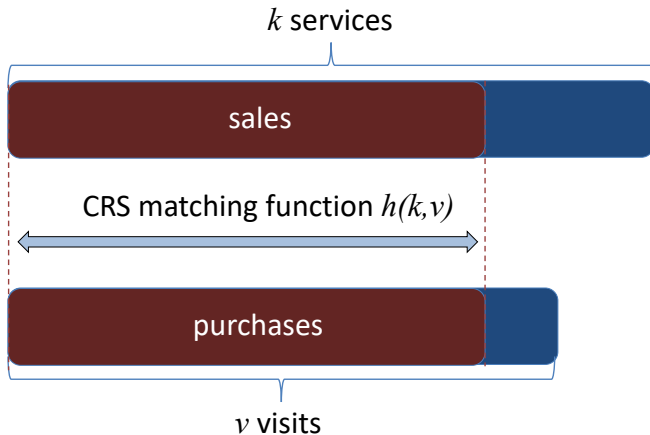 k services
sales
CRS matching function h(k,v)
purchases
v visits